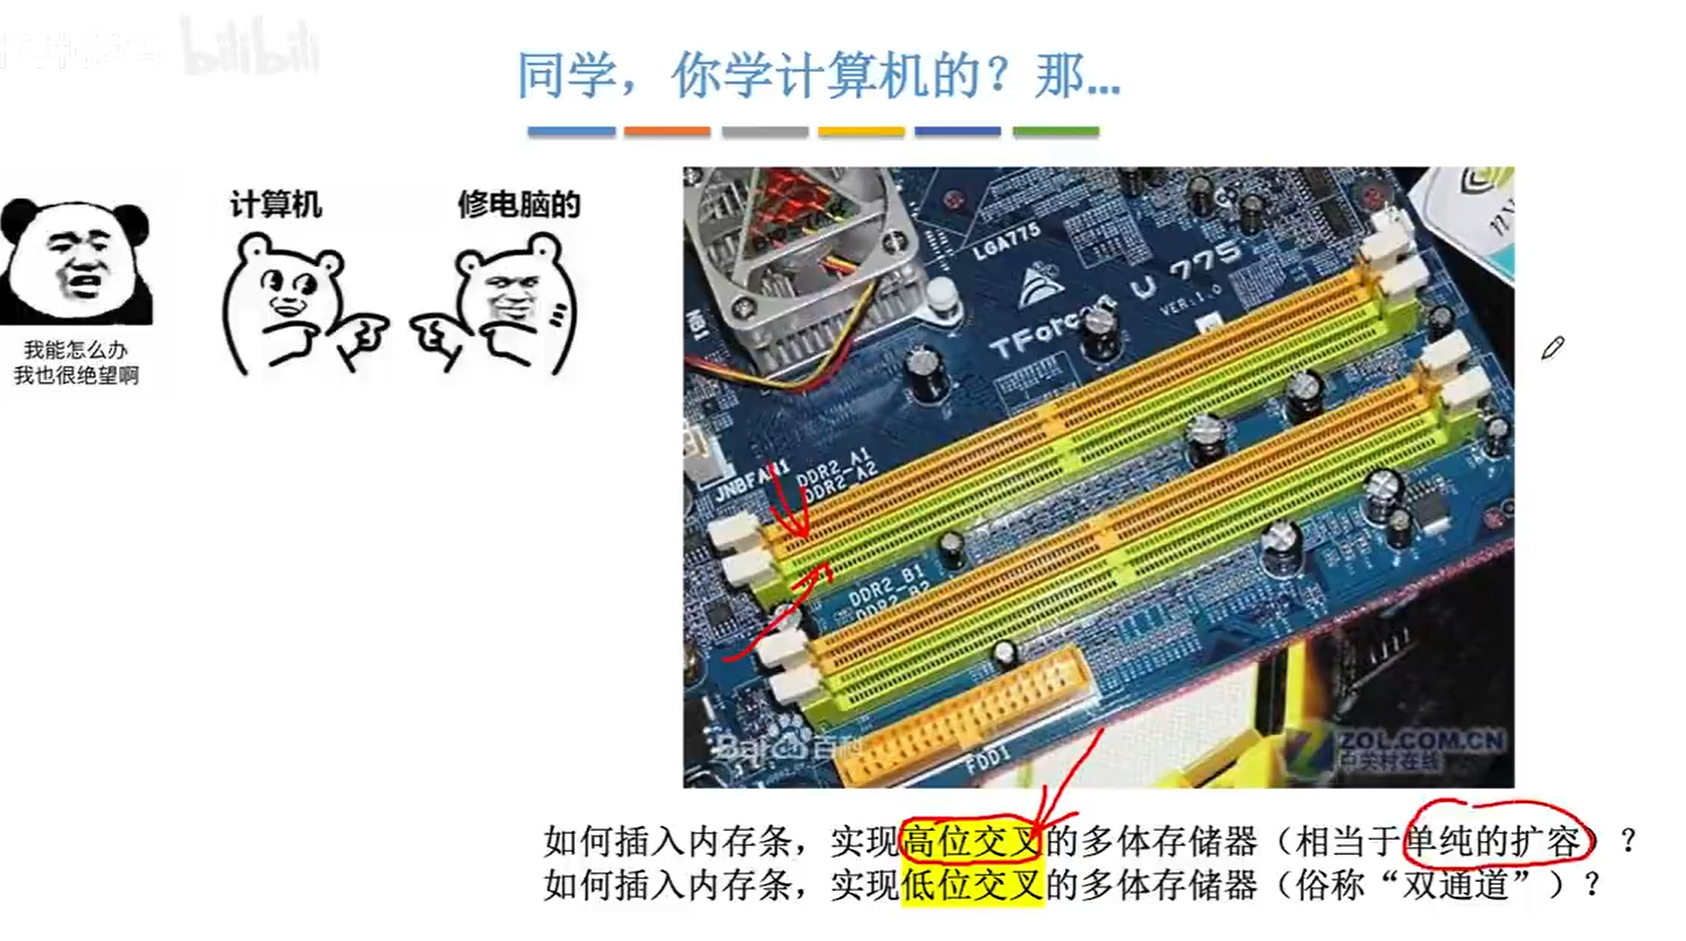 bilibili
同学，你学计算机的？那...
计算机
修电脑的
我能怎么办
我也很绝望啊
LGA775
TForce U 775
VER:1.0
JNBFAN1
DDR2_A1
DDR2_A2
DDR2_B1
DDR2_B2
FDD1
Baidu百科
ZOL.COM.CN
中关村在线
如何插入内存条，实现高位交叉的多体存储器（相当于单纯的扩容）？
如何插入内存条，实现低位交叉的多体存储器（俗称“双通道”）？